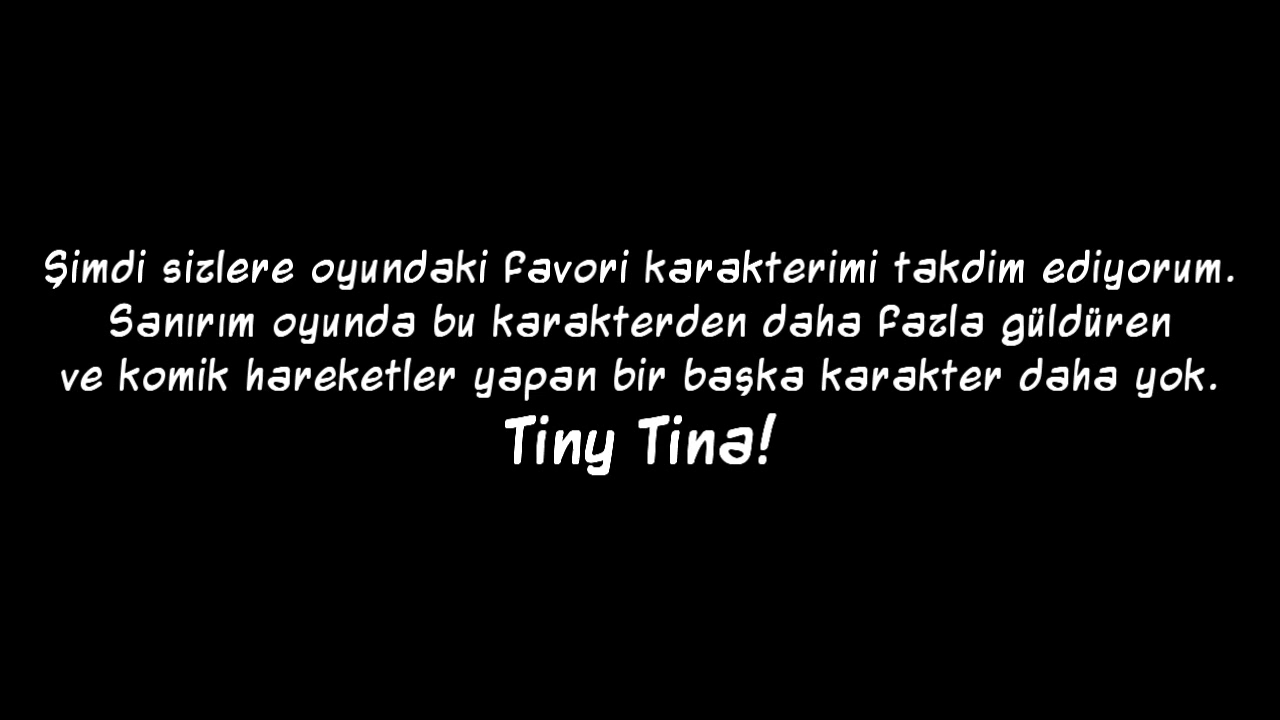 Şimdi sizlere oyundaki favori karakterimi takdim ediyorum.
Sanırım oyunda bu karakterden daha fazla güldüren
ve komik hareketler yapan bir başka karakter daha yok.
Tiny Tina!